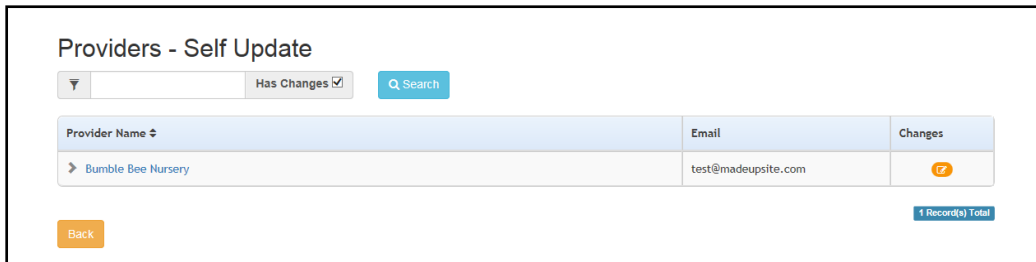 Providers - Self Update
Has Changes Search
Provider Name Email Changes
Bumble Bee Nursery test@madeupsite.com
1 Record(s) Total
Back